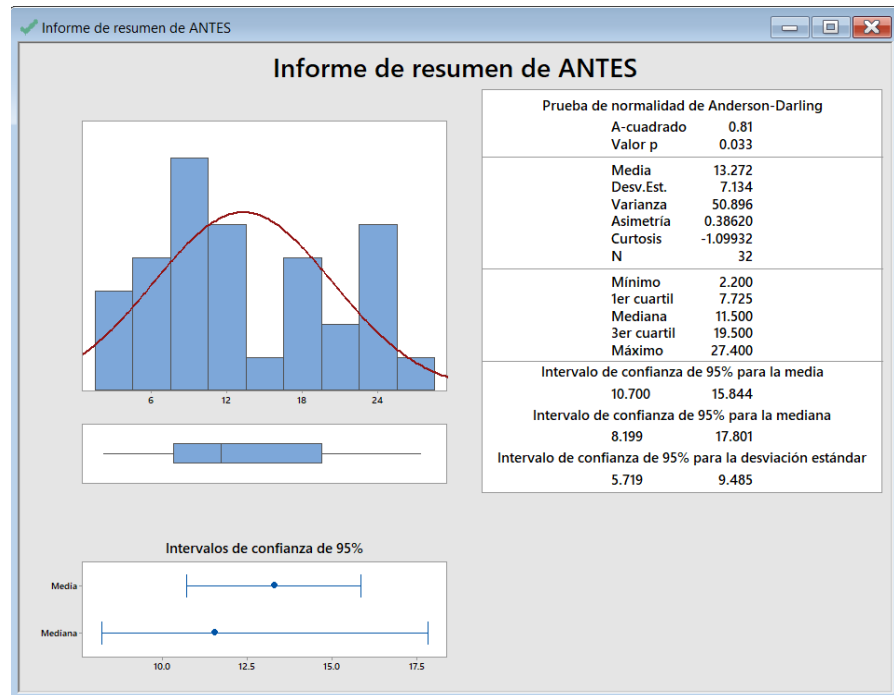 Informe de resumen de ANTES
Informe de resumen de ANTES
6 12 18 24
Intervalos de confianza de 95%
Media
Mediana
10.0 12.5 15.0 17.5
Prueba de normalidad de Anderson-Darling
A-cuadrado 0.81
Valor p 0.033
Media 13.272
Desv.Est. 7.134
Varianza 50.896
Asimetría 0.38620
Curtosis -1.09932
N 32
Mínimo 2.200
1er cuartil 7.725
Mediana 11.500
3er cuartil 19.500
Máximo 27.400
Intervalo de confianza de 95% para la media
10.700 15.844
Intervalo de confianza de 95% para la mediana
8.199 17.801
Intervalo de confianza de 95% para la desviación estándar
5.719 9.485